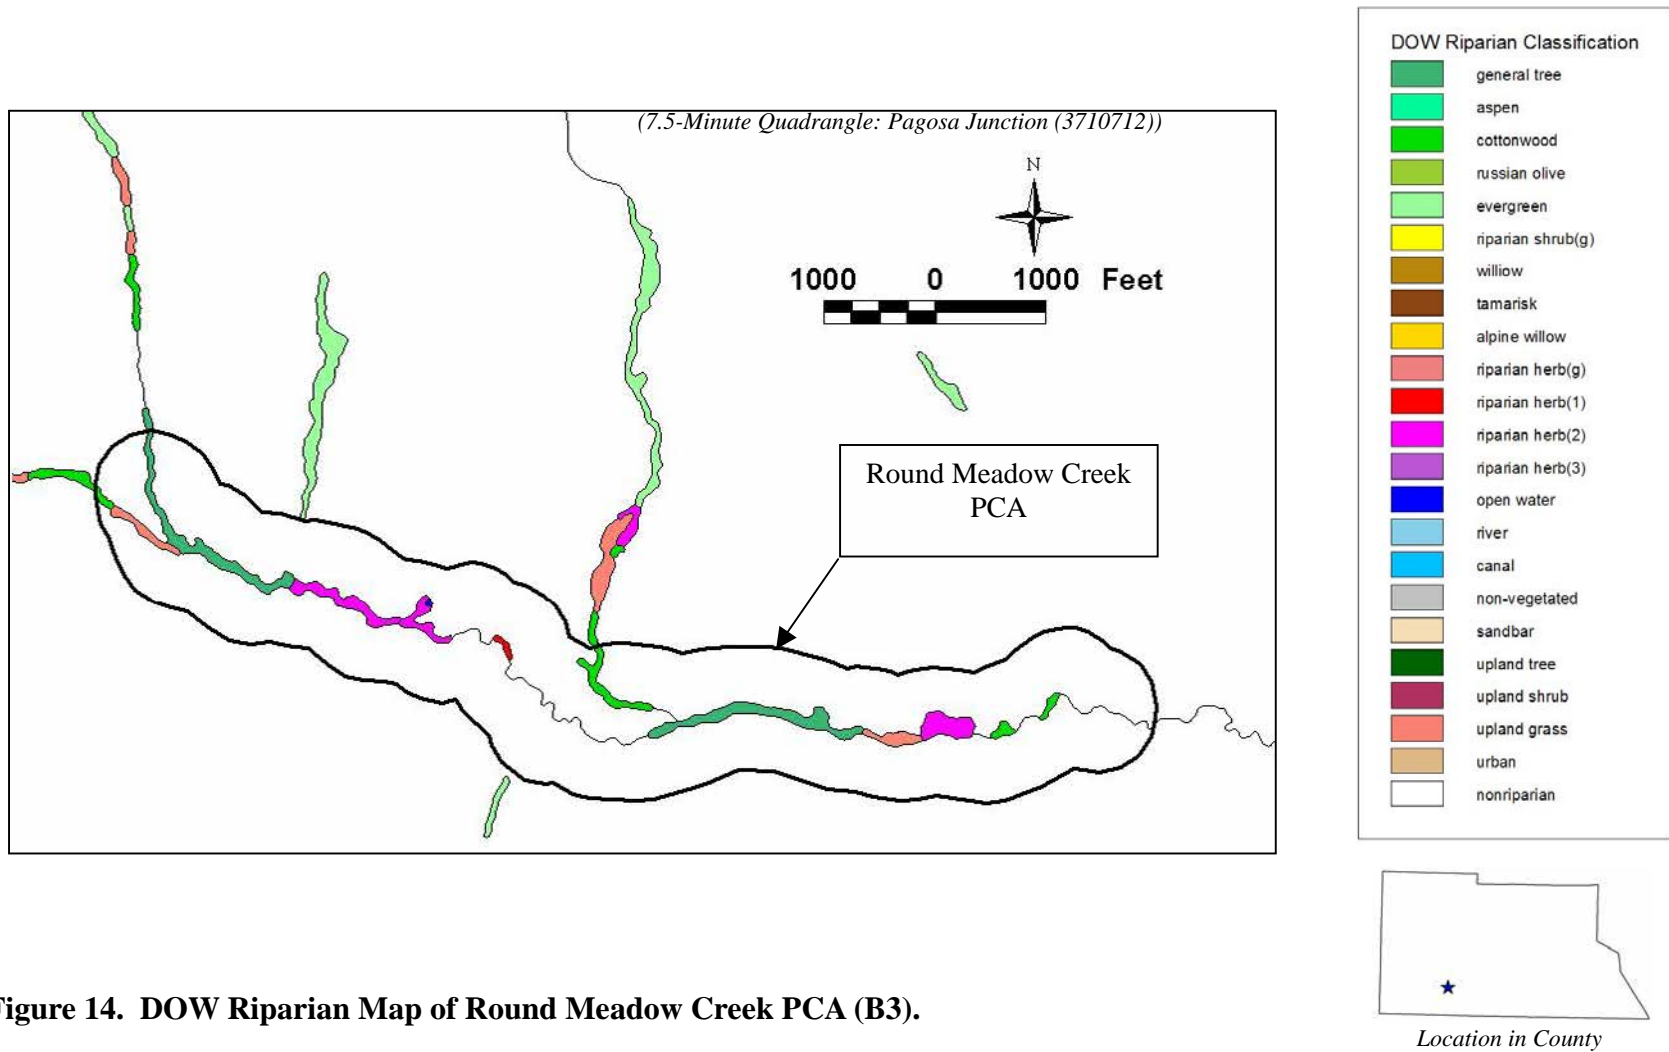 DOW Riparian Classification
general tree
aspen
cottonwood
russian olive
evergreen
riparian shrub(g)
williow
tamarisk
alpine willow
riparian herb(g)
riparian herb(1)
riparian herb(2)
riparian herb(3)
open water
river
canal
non-vegetated
sandbar
upland tree
upland shrub
upland grass
urban
nonriparian
(7.5-Minute Quadrangle: Pagosa Junction (3710712))
N
1000 0 1000 Feet
Round Meadow Creek
PCA
Figure 14. DOW Riparian Map of Round Meadow Creek PCA (B3).
Location in County